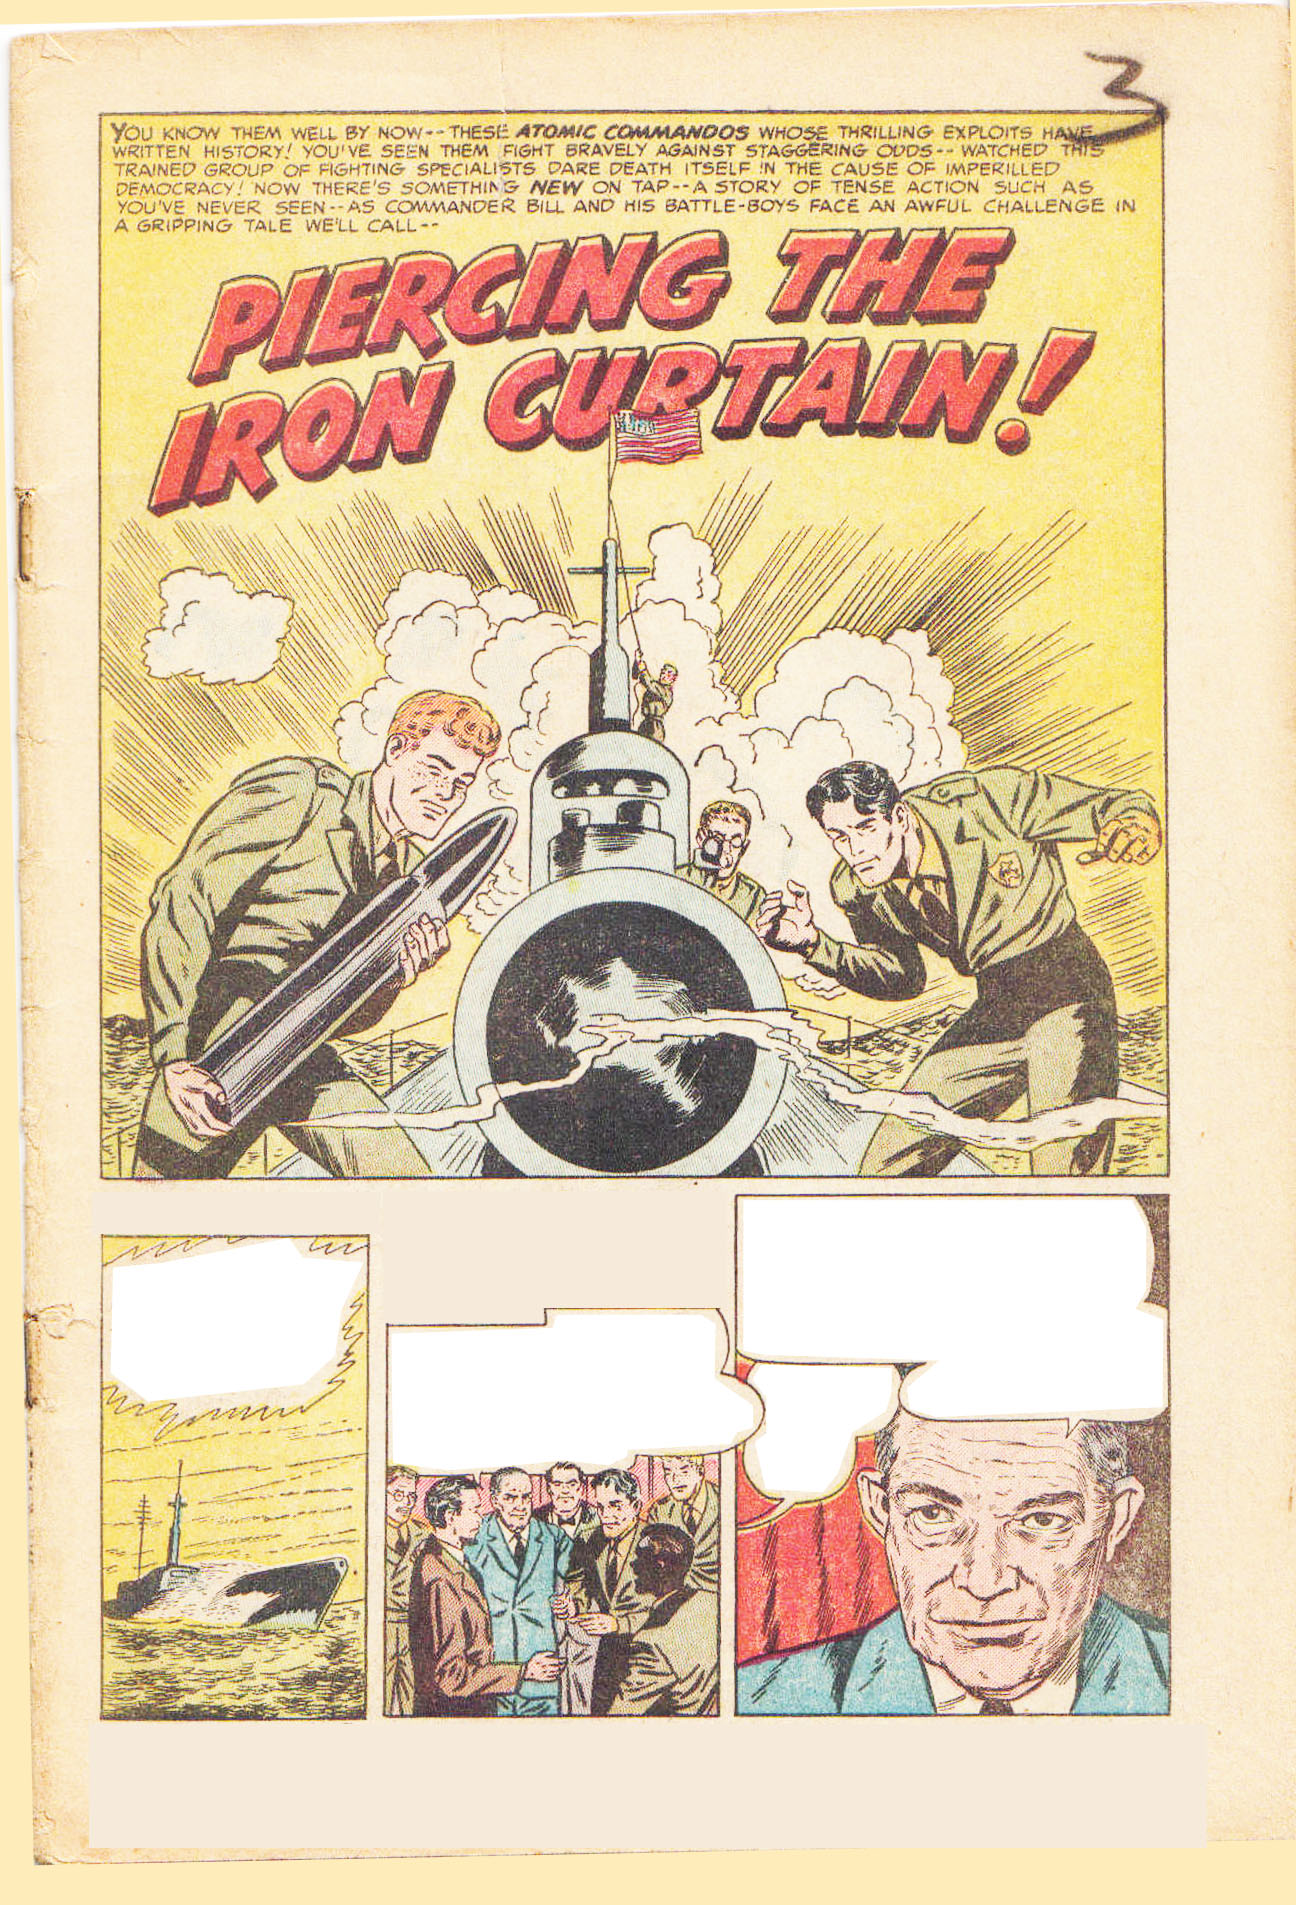 3
YOU KNOW THEM WELL BY NOW--THESE ATOMIC COMMANDOS WHOSE THRILLING EXPLOITS HAVE
WRITTEN HISTORY! YOU'VE SEEN THEM FIGHT BRAVELY AGAINST STAGGERING ODDS--WATCHED THIS
TRAINED GROUP OF FIGHTING SPECIALISTS DARE DEATH ITSELF IN THE CAUSE OF IMPERILLED
DEMOCRACY! NOW THERE'S SOMETHING NEW ON TAP--A STORY OF TENSE ACTION SUCH AS
YOU'VE NEVER SEEN--AS COMMANDER BILL AND HIS BATTLE-BOYS FACE AN AWFUL CHALLENGE IN
A GRIPPING TALE WE'LL CALL--
PIERCING THE
IRON CURTAIN!